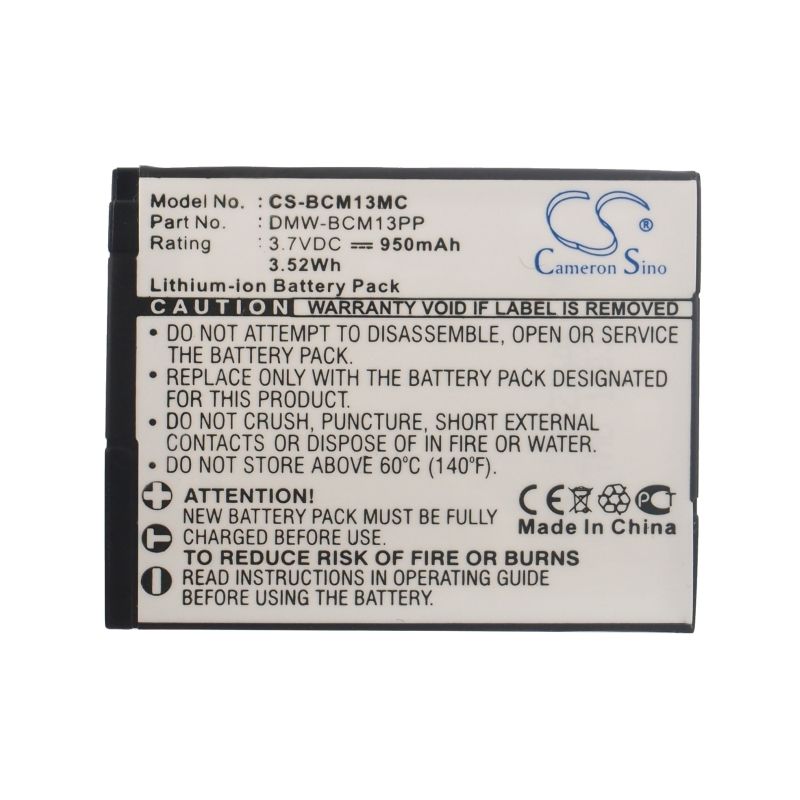 Model No. : CS-BCM13MC
Part No. : DMW-BCM13PP
Rating : 3.7VDC 950mAh
3.52Wh
Lithium-ion Battery Pack
CS ®
Cameron Sino
CAUTION WARRANTY VOID IF LABEL IS REMOVED
• DO NOT ATTEMPT TO DISASSEMBLE, OPEN OR SERVICE
THE BATTERY PACK.
• REPLACE ONLY WITH THE BATTERY PACK DESIGNATED
FOR THIS PRODUCT.
• DO NOT CRUSH, PUNCTURE, SHORT EXTERNAL
CONTACTS OR DISPOSE OF IN FIRE OR WATER.
• DO NOT STORE ABOVE 60°C (140°F).
ATTENTION!
NEW BATTERY PACK MUST BE FULLY
CHARGED BEFORE USE.
TO REDUCE RISK OF FIRE OR BURNS
READ INSTRUCTIONS IN OPERATING GUIDE
BEFORE USING THE BATTERY.
CE PCT
Made In China